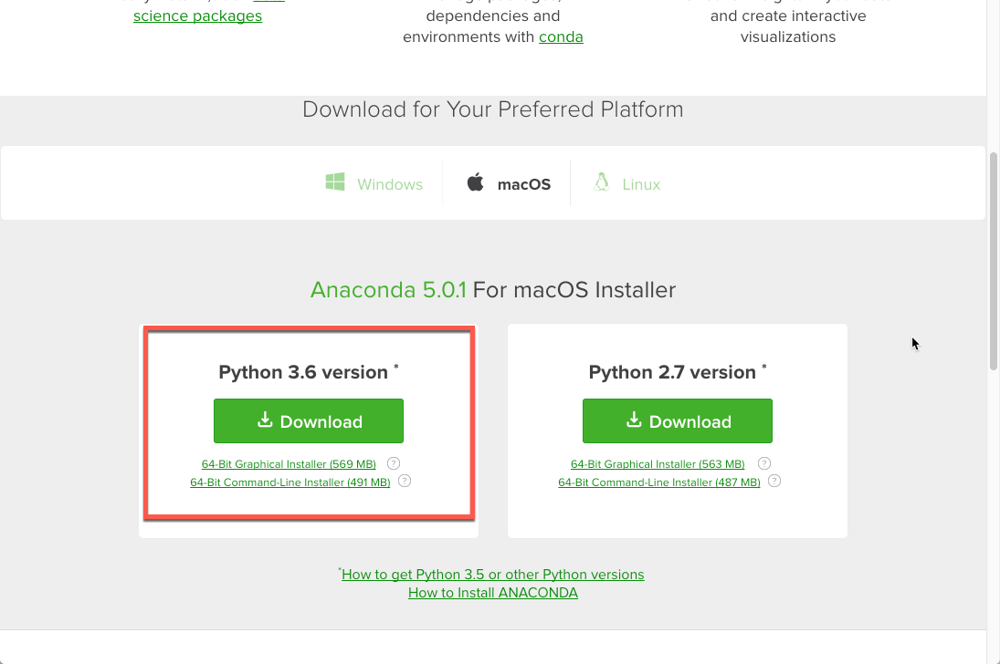 science packages
dependencies and
environments with conda
and create interactive
visualizations
Download for Your Preferred Platform
Windows
macOS
Linux
Anaconda 5.0.1 For macOS Installer
Python 3.6 version *
Download
64-Bit Graphical Installer (569 MB) ?
64-Bit Command-Line Installer (491 MB) ?
Python 2.7 version *
Download
64-Bit Graphical Installer (563 MB) ?
64-Bit Command-Line Installer (487 MB) ?
*How to get Python 3.5 or other Python versions
How to Install ANACONDA